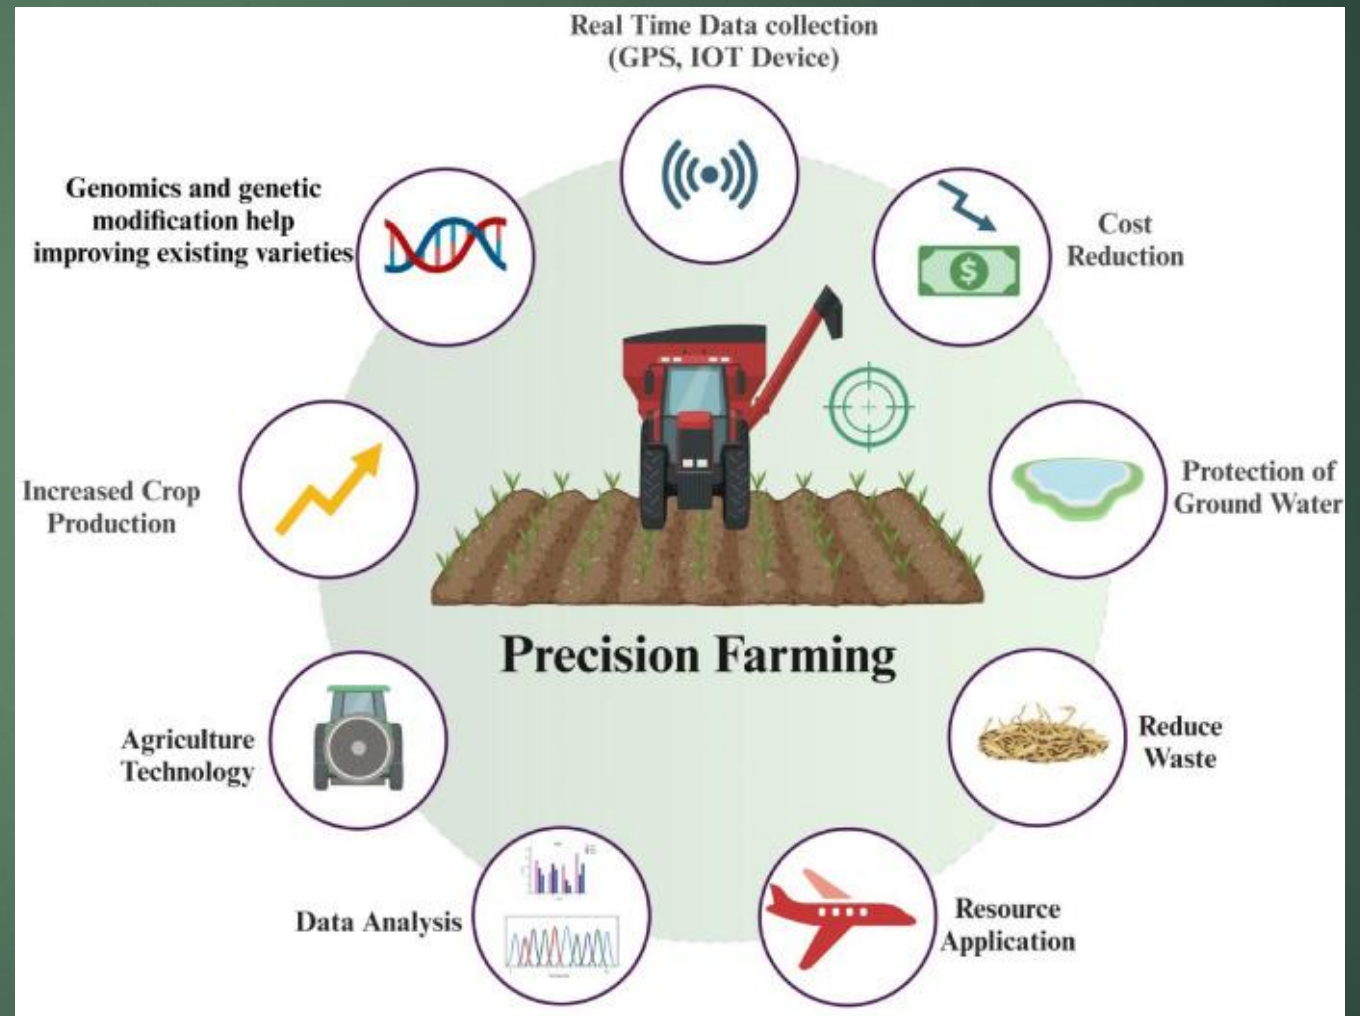 Real Time Data collection
(GPS, IOT Device)
Genomics and genetic
modification help
improving existing varieties
Cost
Reduction
$
Increased Crop
Production
Protection of
Ground Water
Precision Farming
Agriculture
Technology
Reduce
Waste
Data Analysis
Resource
Application